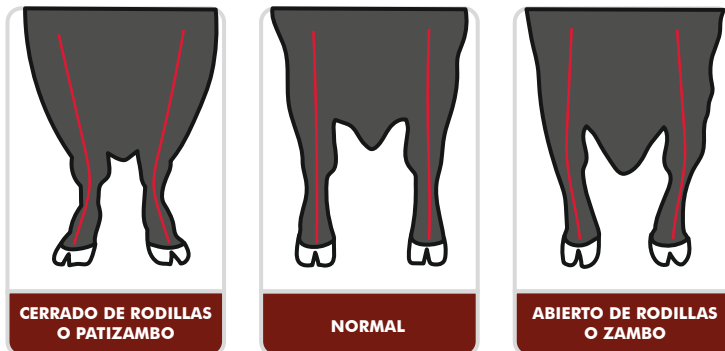 CERRADO DE RODILLAS
O PATIZAMBO
NORMAL
ABIERTO DE RODILLAS
O ZAMBO